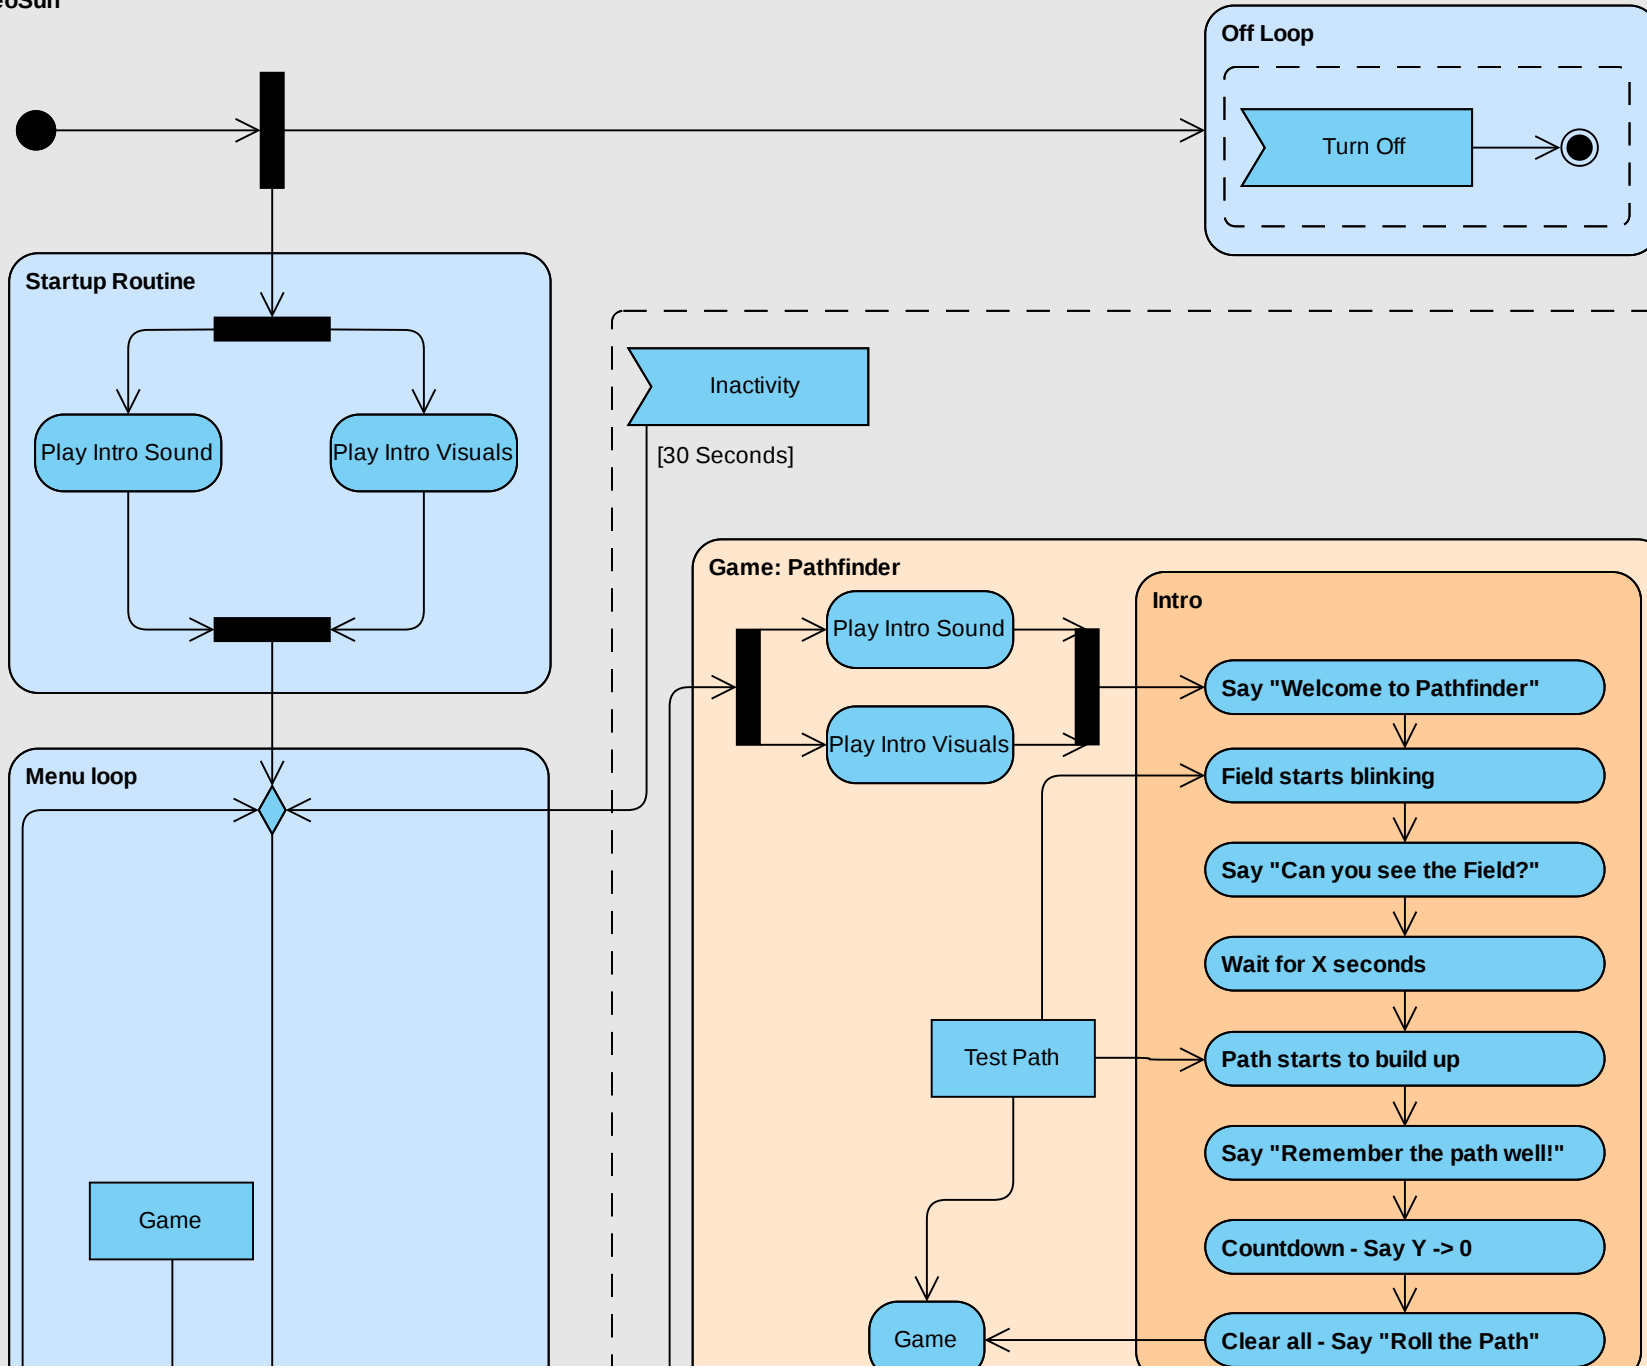 Off Loop
Turn Off
Startup Routine
Play Intro Sound
Play Intro Visuals
Inactivity
[30 Seconds]
Game: Pathfinder
Intro
Play Intro Sound
Play Intro Visuals
Say "Welcome to Pathfinder"
Field starts blinking
Say "Can you see the Field?"
Wait for X seconds
Test Path
Path starts to build up
Say "Remember the path well!"
Countdown - Say Y -> 0
Clear all - Say "Roll the Path"
Game
Menu loop
Game